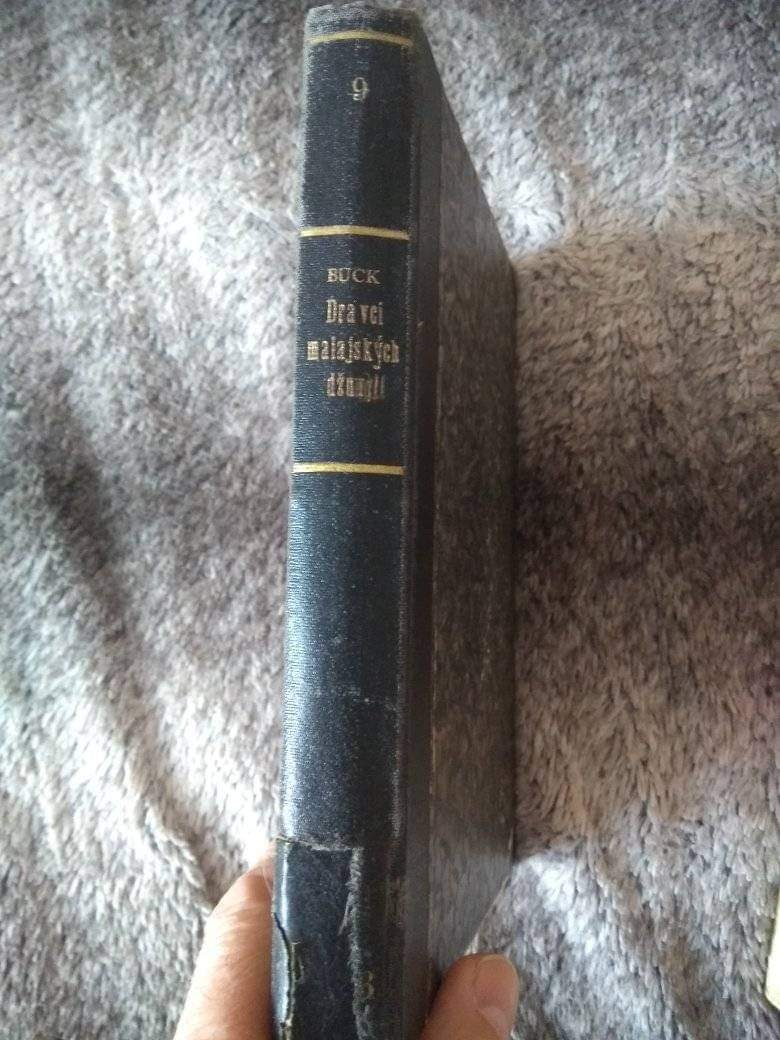 9
BUCK
Dravci
malajských
džunglí
B